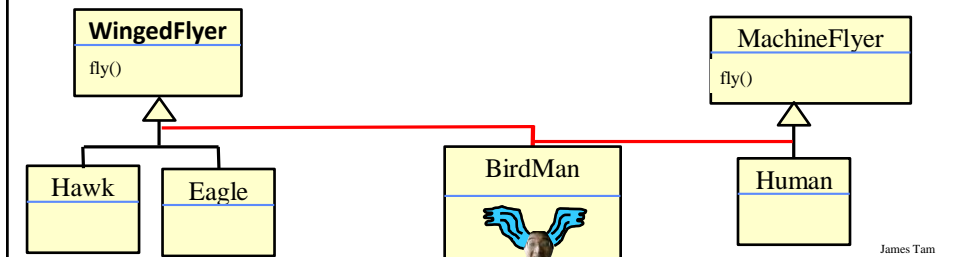 WingedFlyer
fly()
MachineFlyer
fly()
Hawk
Eagle
BirdMan
Human
James Tam